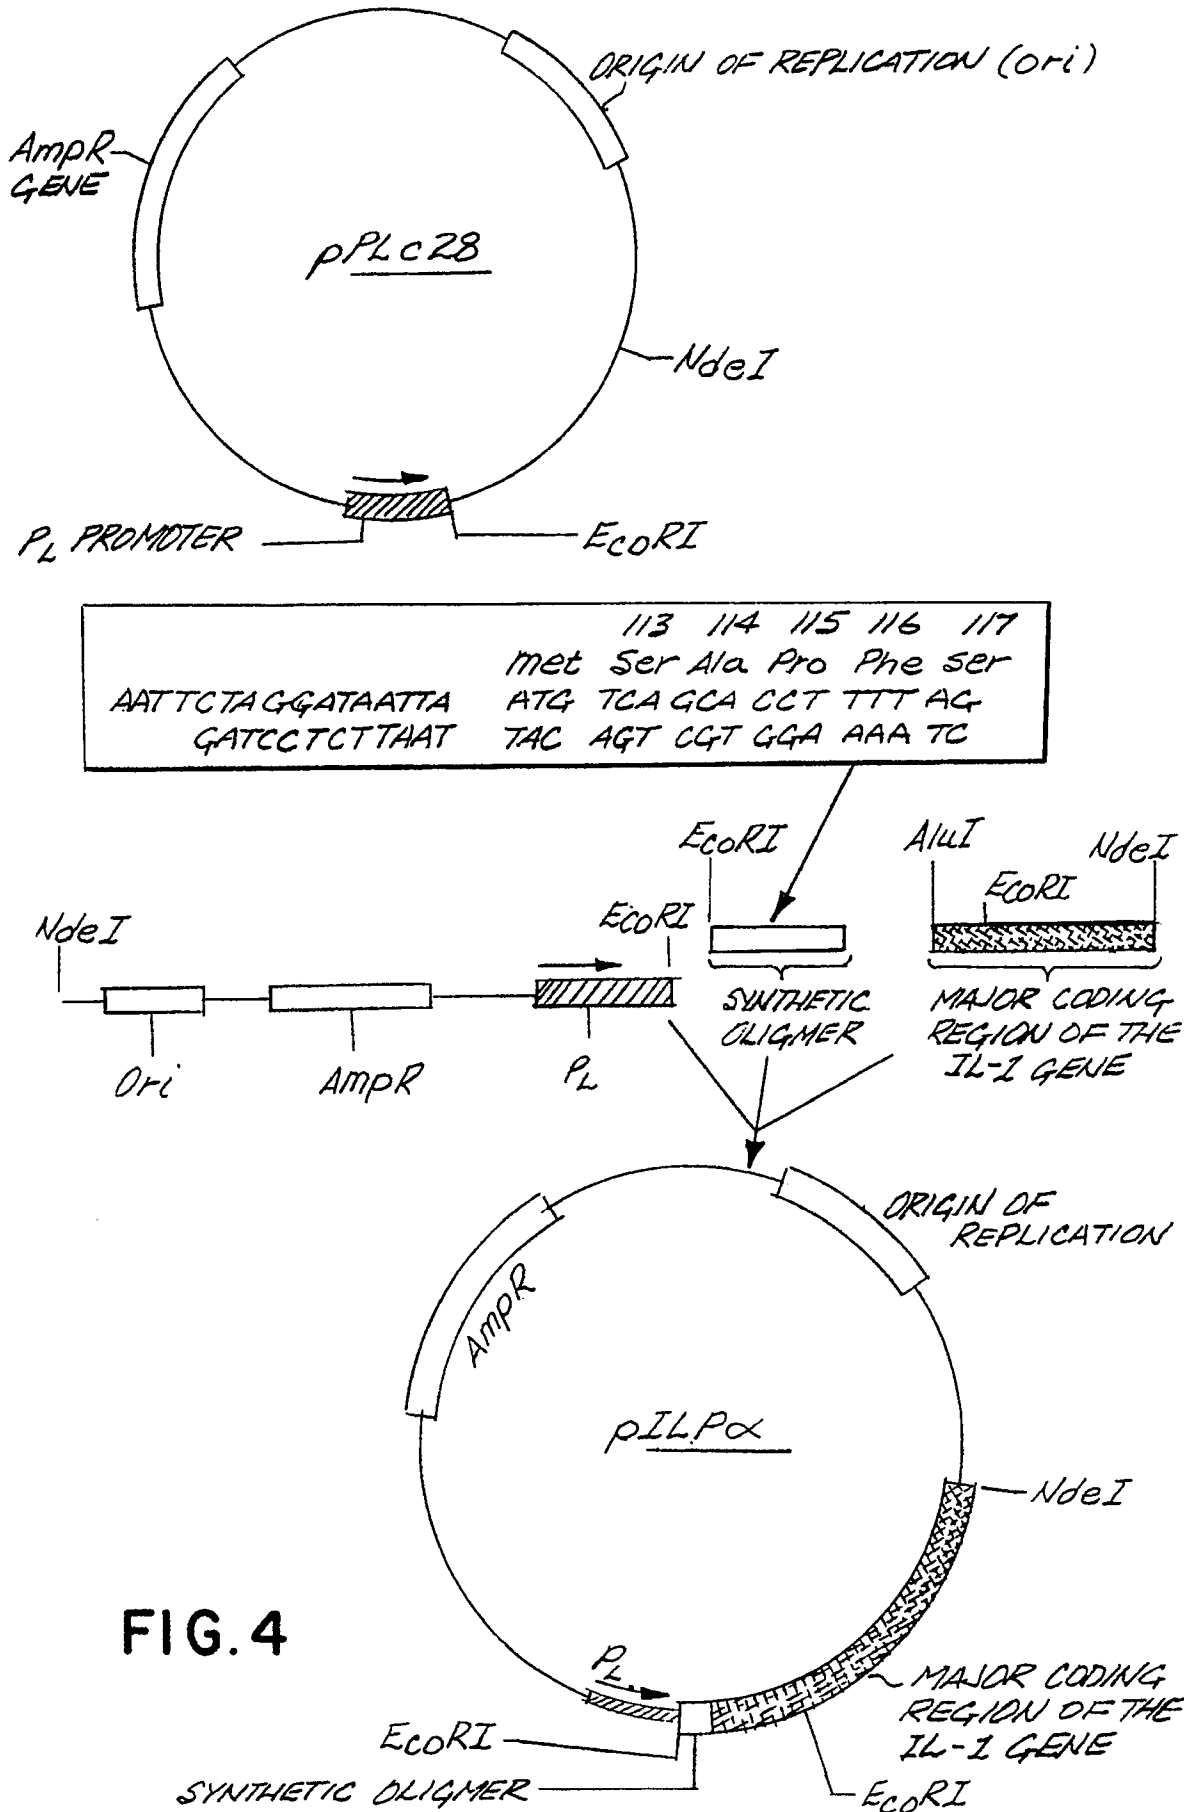 ORIGIN OF REPLICATION (ori)
AmpR
GENE
pPLc28
NdeI
PL PROMOTER
EcoRI
113 114 115 116 117
met Ser Ala Pro Phe ser
AATTCTAGGATAATTA ATG TCA GCA CCT TTT AG
GATCCTCTTAAT TAC AGT CGT GGA AAA TC
EcoRI
AluI
NdeI
EcoRI
NdeI
EcoRI
SYNTHETIC
OLIGMER
MAJOR CODING
REGION OF THE
IL-1 GENE
Ori
AmpR
PL
ORIGIN OF
REPLICATION
AmpR
pILPα
NdeI
FIG. 4
PL
MAJOR CODING
REGION OF THE
IL-1 GENE
EcoRI
SYNTHETIC OLIGMER
EcoRI